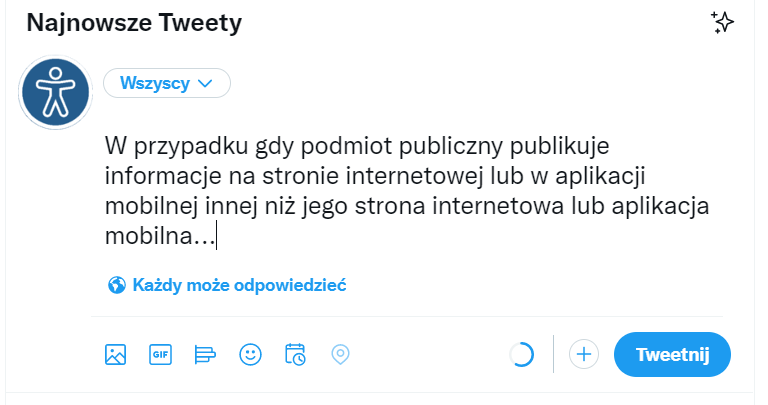 Najnowsze Tweety
Wszyscy
W przypadku gdy podmiot publiczny publikuje
informacje na stronie internetowej lub w aplikacji
mobilnej innej niż jego strona internetowa lub aplikacja
mobilna...
Każdy może odpowiedzieć
GIF
Tweetnij